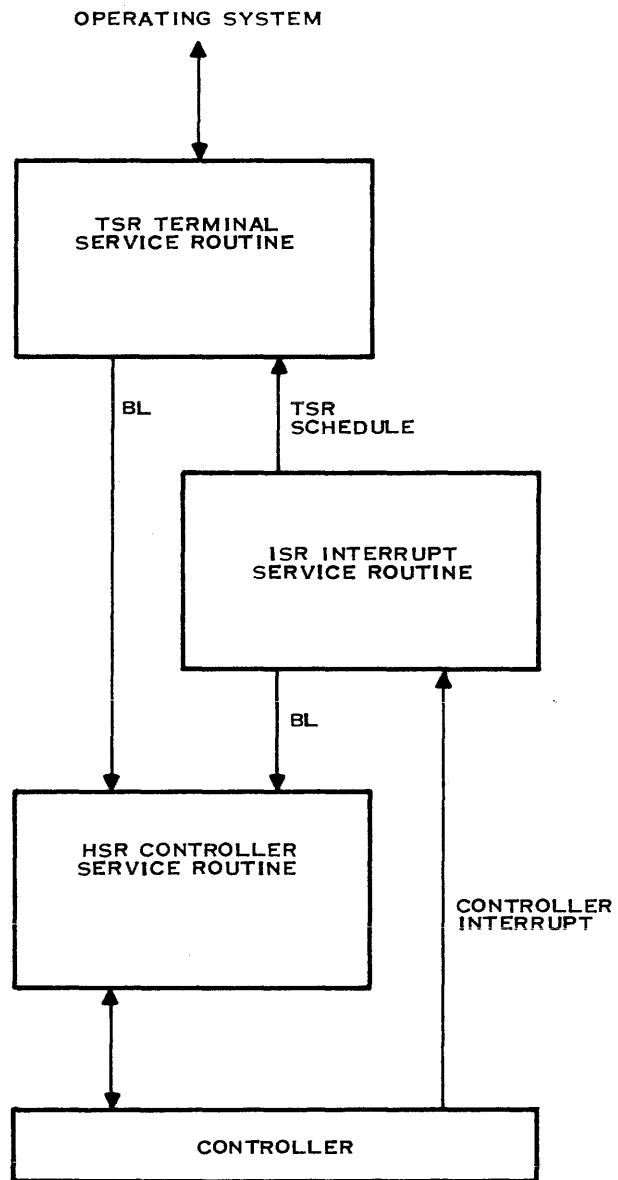 OPERATING SYSTEM
TSR TERMINAL
SERVICE ROUTINE
BL
TSR
SCHEDULE
ISR INTERRUPT
SERVICE ROUTINE
BL
HSR CONTROLLER
SERVICE ROUTINE
CONTROLLER
INTERRUPT
CONTROLLER